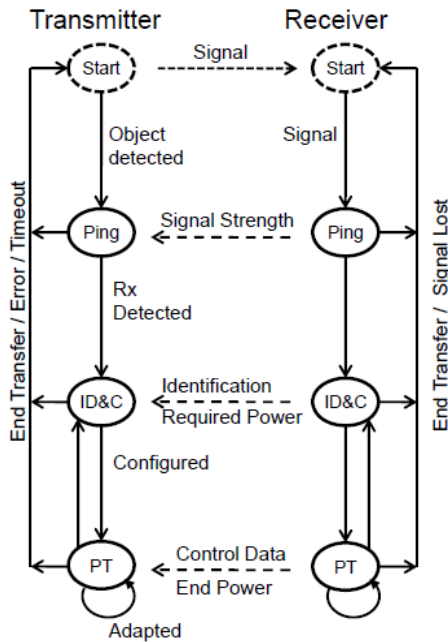 Transmitter
Receiver
Start
Signal
Start
Object
detected
Signal
Ping
Signal Strength
Ping
Rx
Detected
ID&C
Identification
Required Power
ID&C
Configured
PT
Control Data
End Power
PT
Adapted
End Transfer / Error / Timeout
End Transfer / Signal Lost